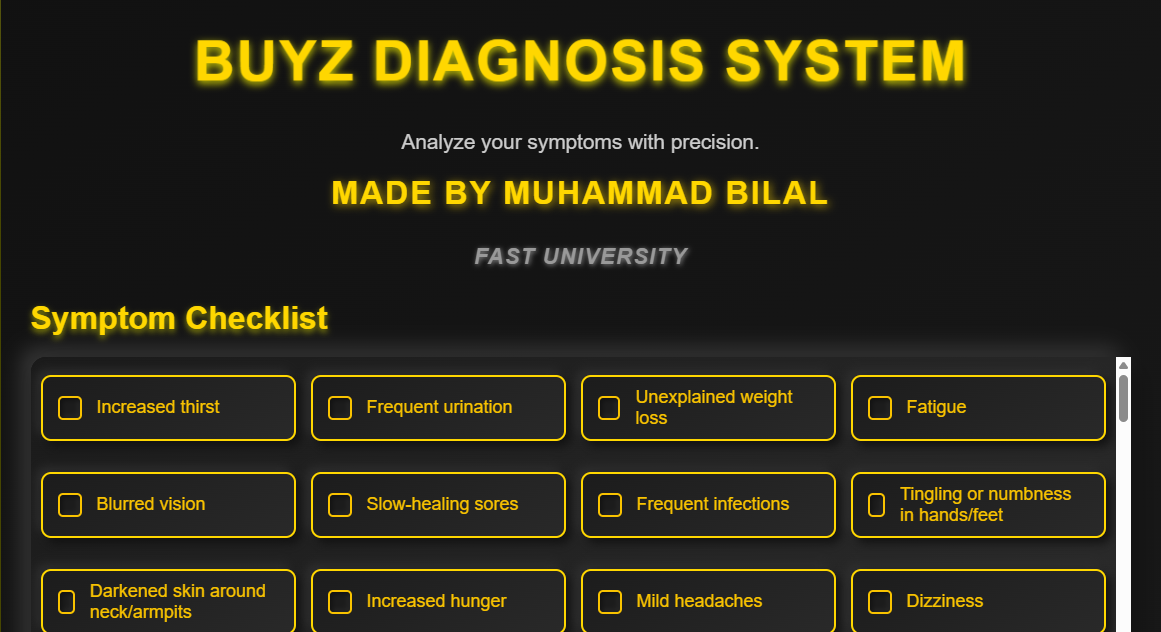 BUYZ DIAGNOSIS SYSTEM
Analyze your symptoms with precision.
MADE BY MUHAMMAD BILAL
FAST UNIVERSITY
Symptom Checklist
Increased thirst
Frequent urination
Unexplained weight
loss
Fatigue
Blurred vision
Slow-healing sores
Frequent infections
Tingling or numbness
in hands/feet
Darkened skin around
neck/armpits
Increased hunger
Mild headaches
Dizziness